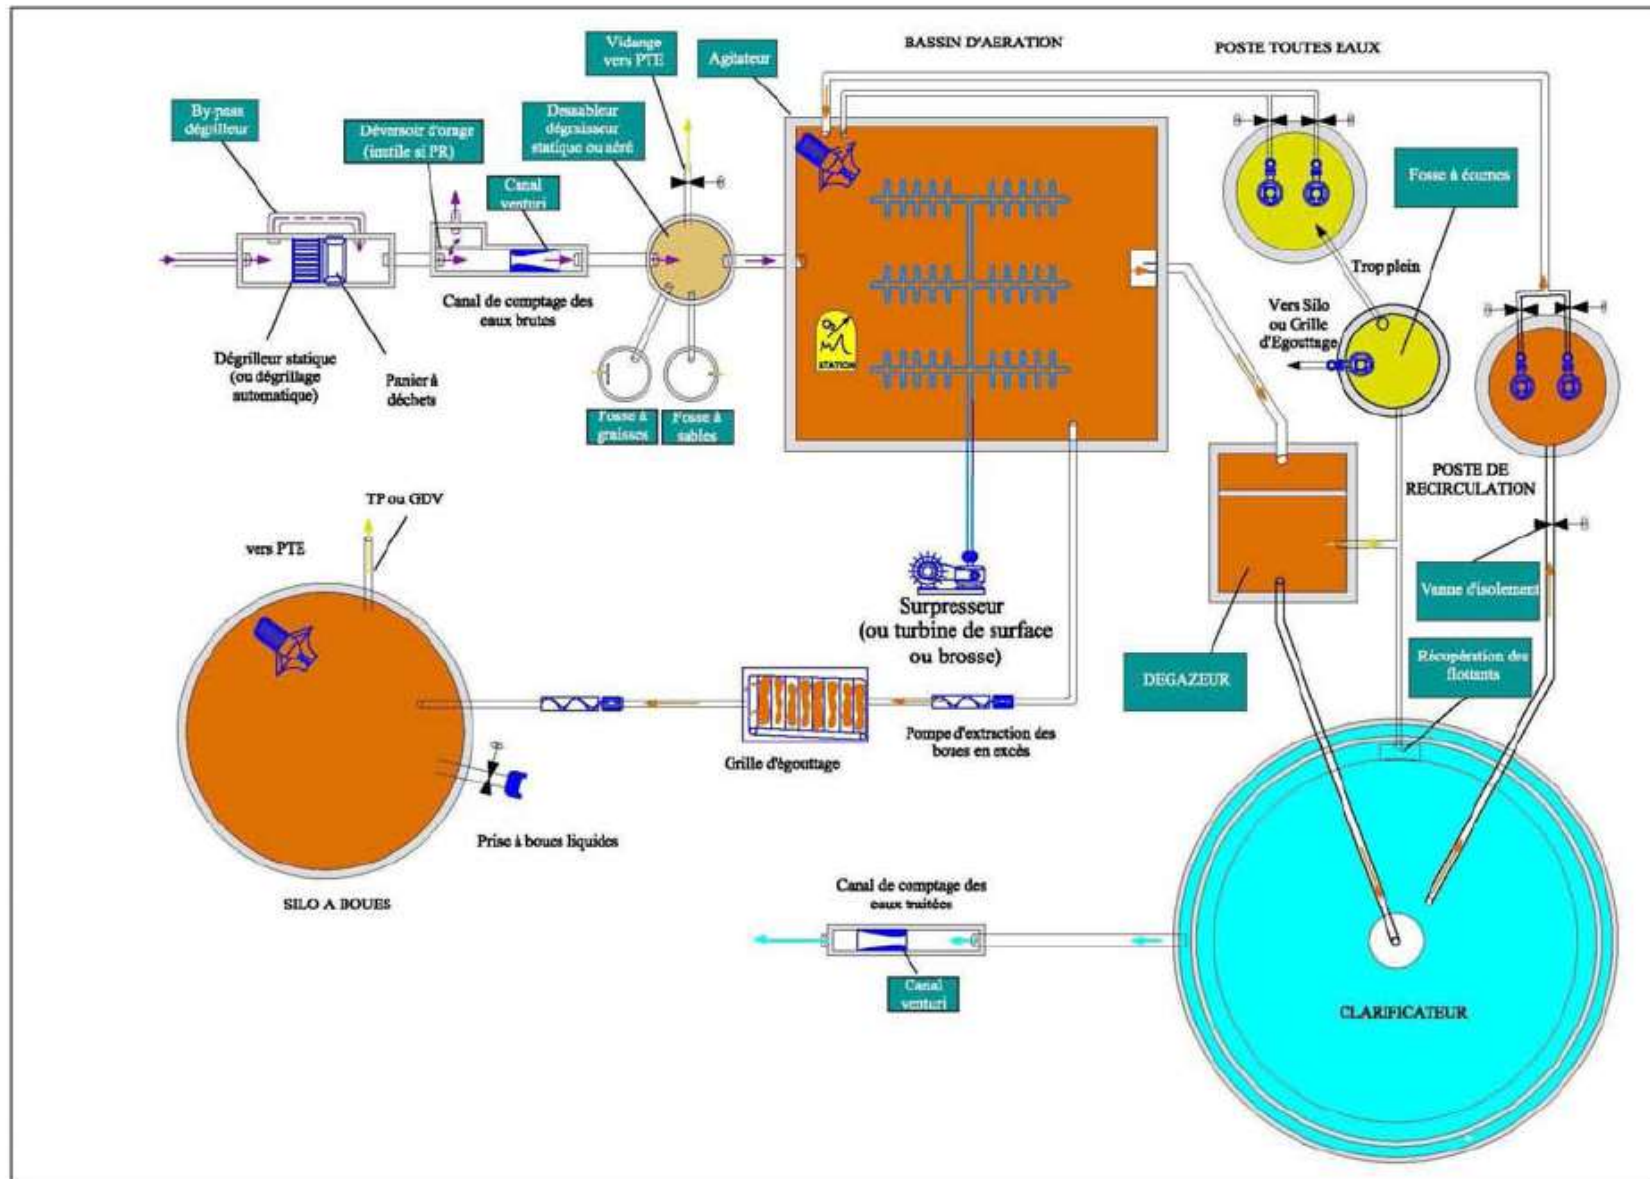 BASSIN D'AERATION
POSTE TOUTES EAUX
Vidange
vers PTE
Agitateur
By-pass
dégrilleur
Déversoir d'orage
(inutile si PR)
Dessableur
dégraisseur
statique ou aéré
Canal
venturi
Fosse à écumes
Trop plein
Vers Silo
ou Grille
d'Egouttage
Canal de comptage des
eaux brutes
Dégrilleur statique
(ou dégrillage
automatique)
Panier à
déchets
Fosse à
graisses
Fosse à
sables
O2
POSTE DE
RECIRCULATION
TP ou GDV
vers PTE
Surpresseur
(ou turbine de surface
ou brosse)
Vanne d'isolement
DEGAZEUR
Récupération des
flottants
Pompe d'extraction des
boues en excès
Grille d'égouttage
Prise à boues liquides
SILO A BOUES
Canal de comptage des
eaux traitées
Canal
venturi
CLARIFICATEUR